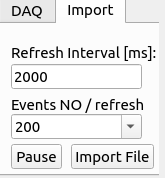 DAQ Import
Refresh Interval [ms]:
2000
Events NO / refresh
200
Pause Import File